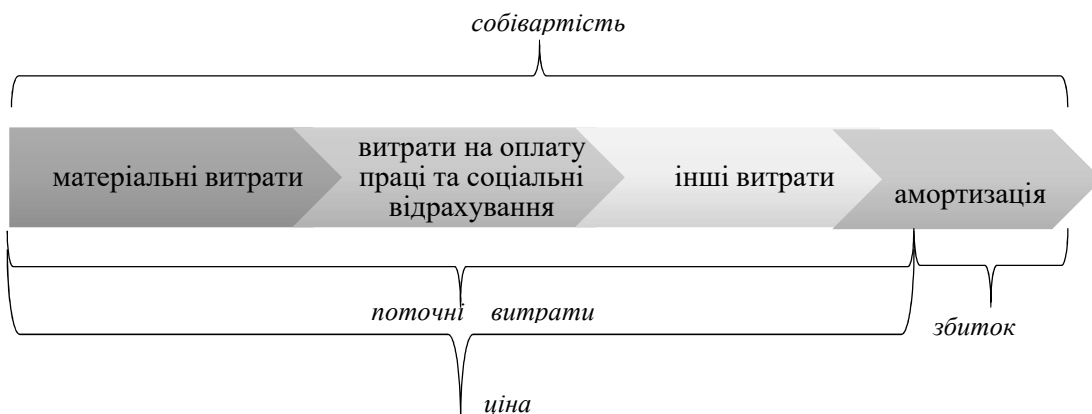 собівартість
матеріальні витрати
витрати на оплату
праці та соціальні
відрахування
інші витрати
амортизація
поточні витрати
збиток
ціна